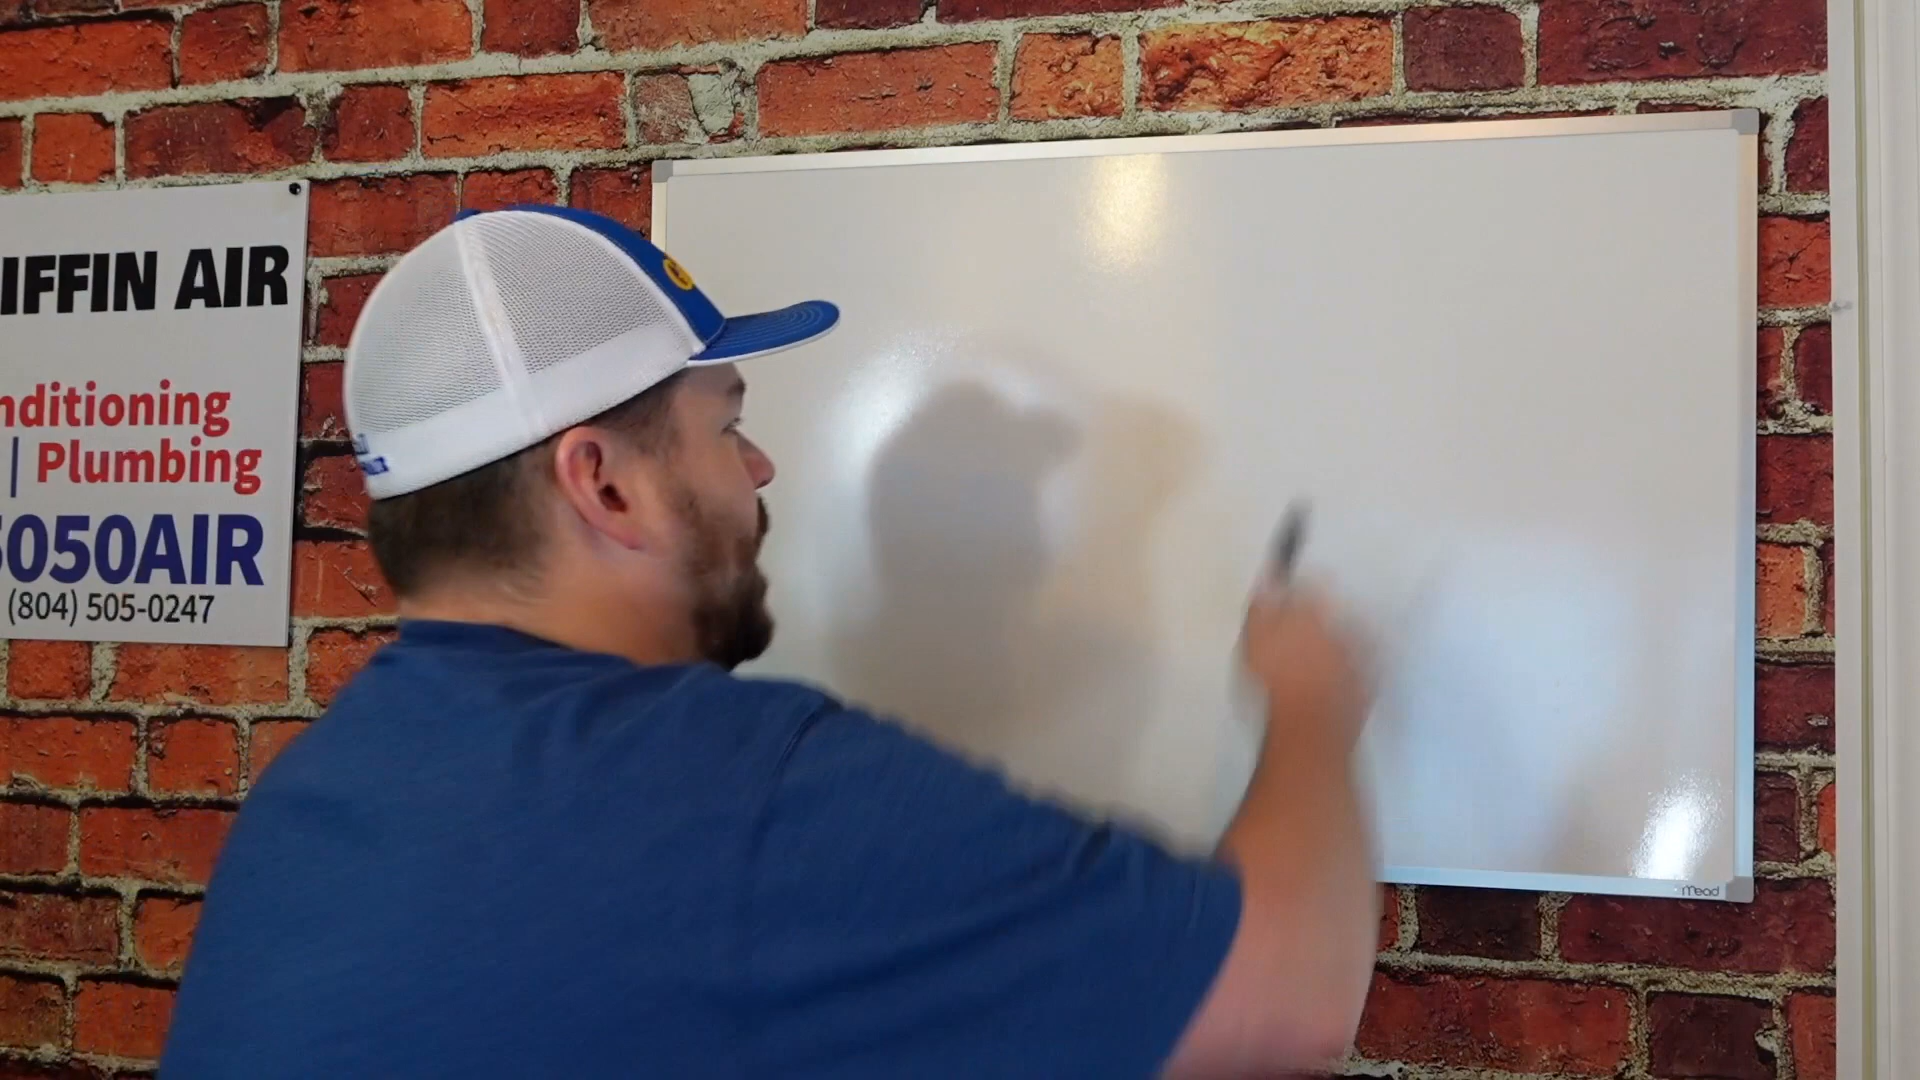 IFFIN AIR
nditioning
| Plumbing
5050AIR
(804) 505-0247
mead